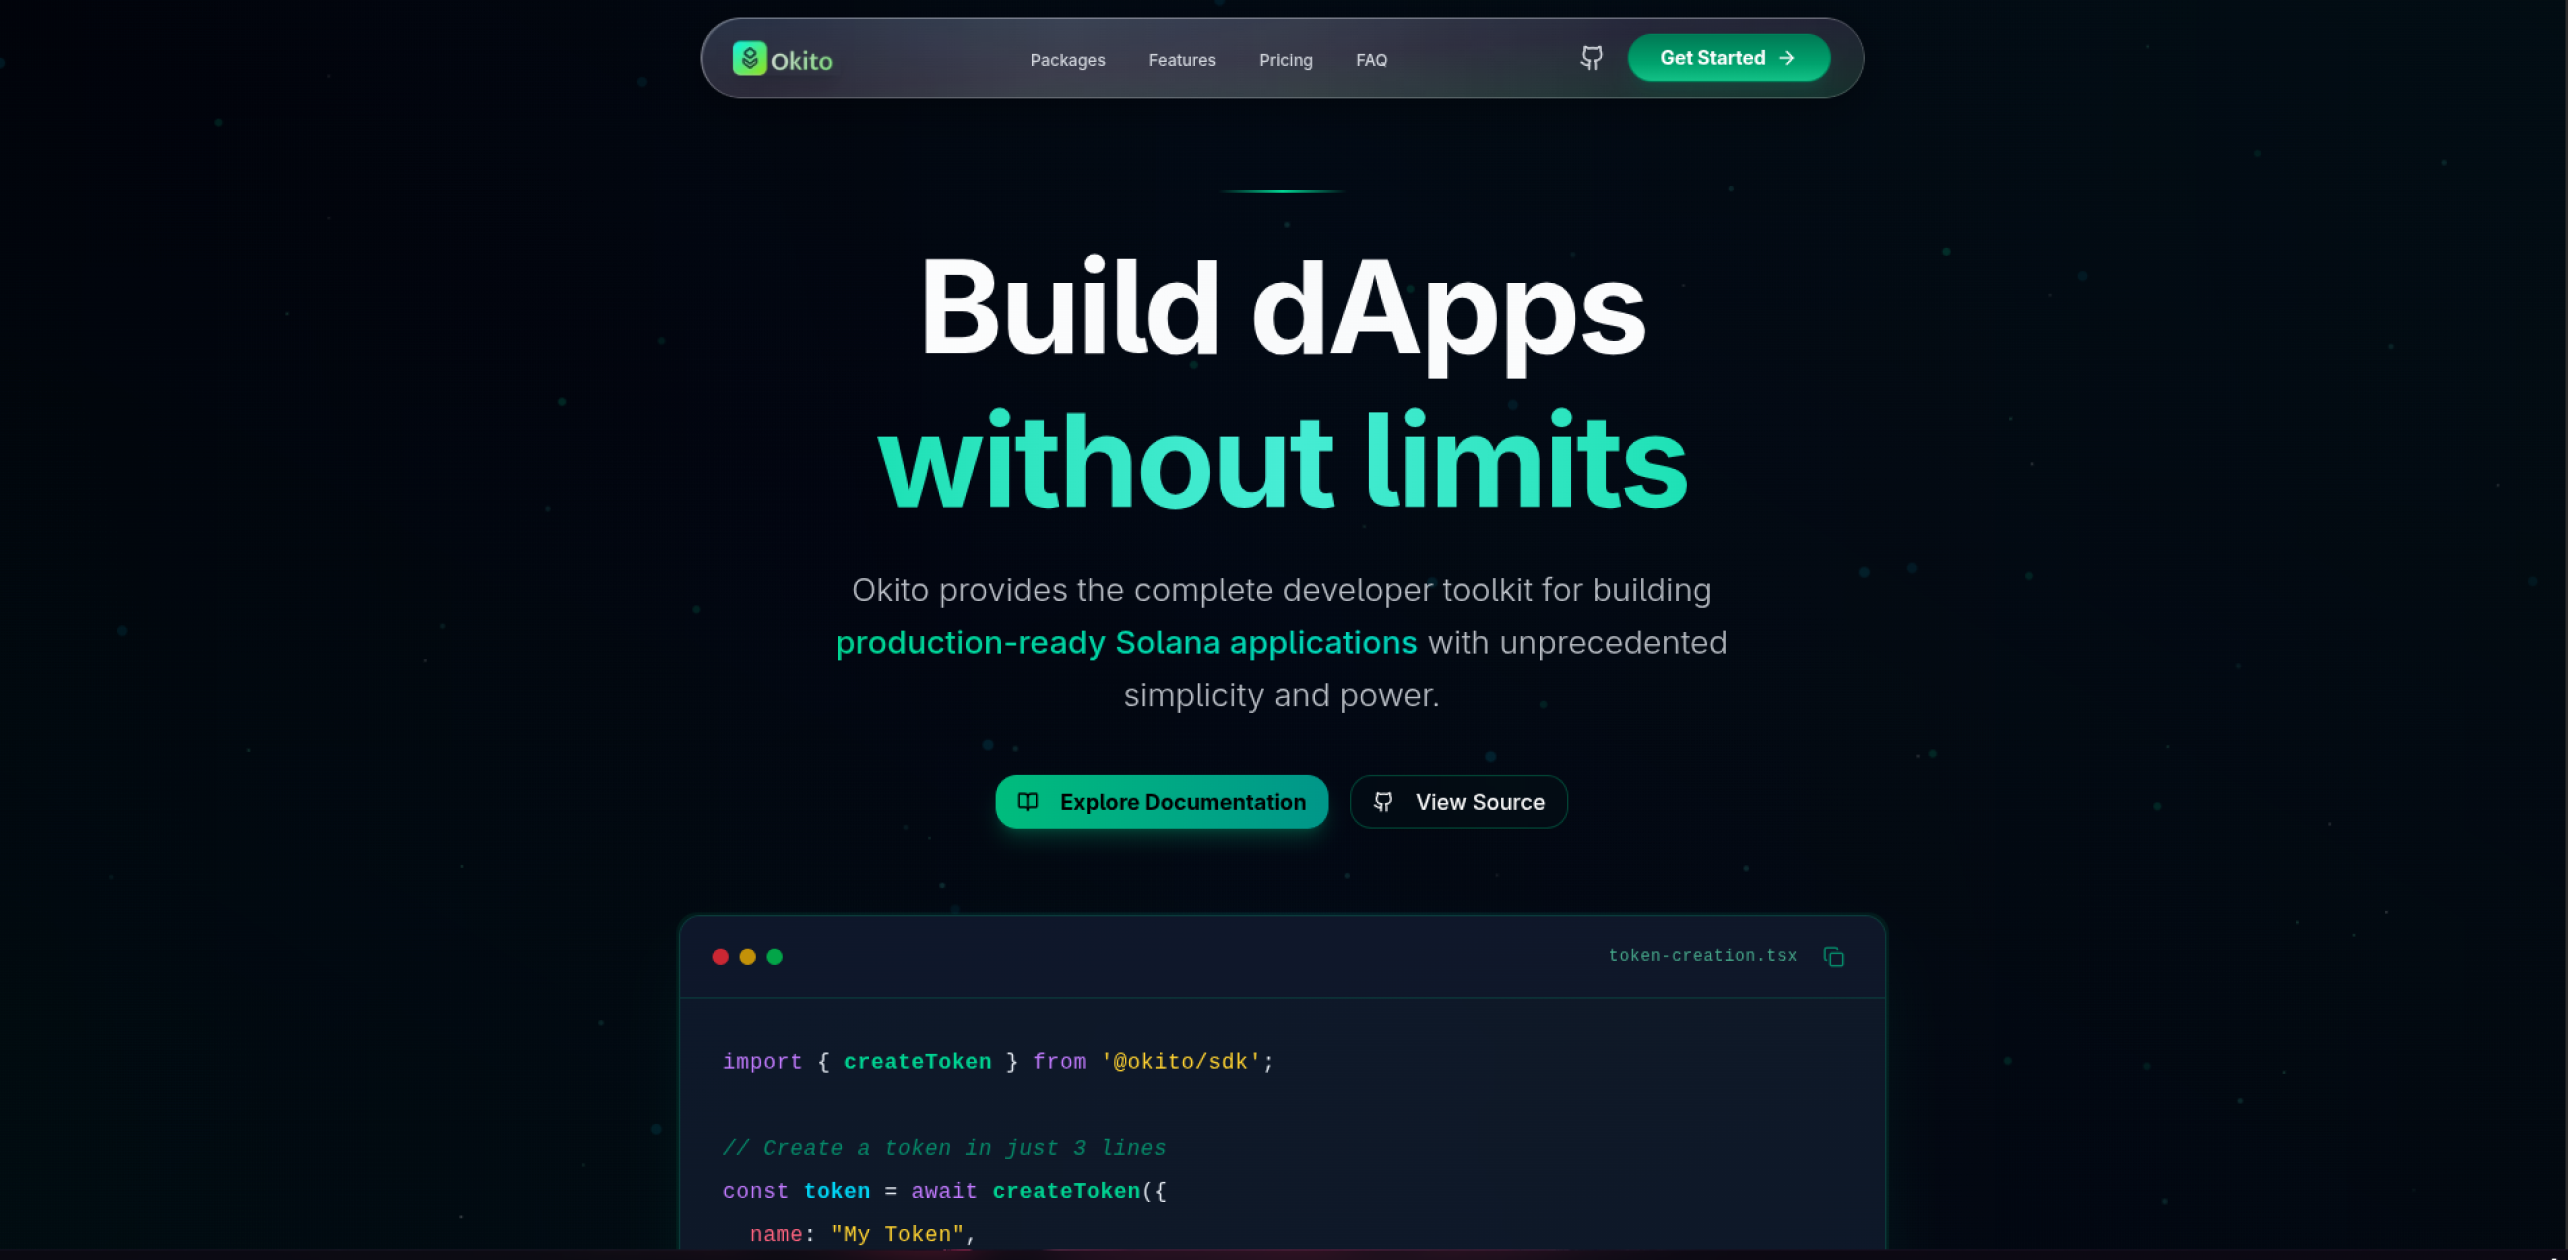 Okito
Packages Features Pricing FAQ
Get Started
Build dApps
without limits
Okito provides the complete developer toolkit for building
production-ready Solana applications with unprecedented
simplicity and power.
Explore Documentation
View Source
token-creation.tsx
import { createToken } from '@okito/sdk';
// Create a token in just 3 lines
const token = await createToken({
  name: "My Token",